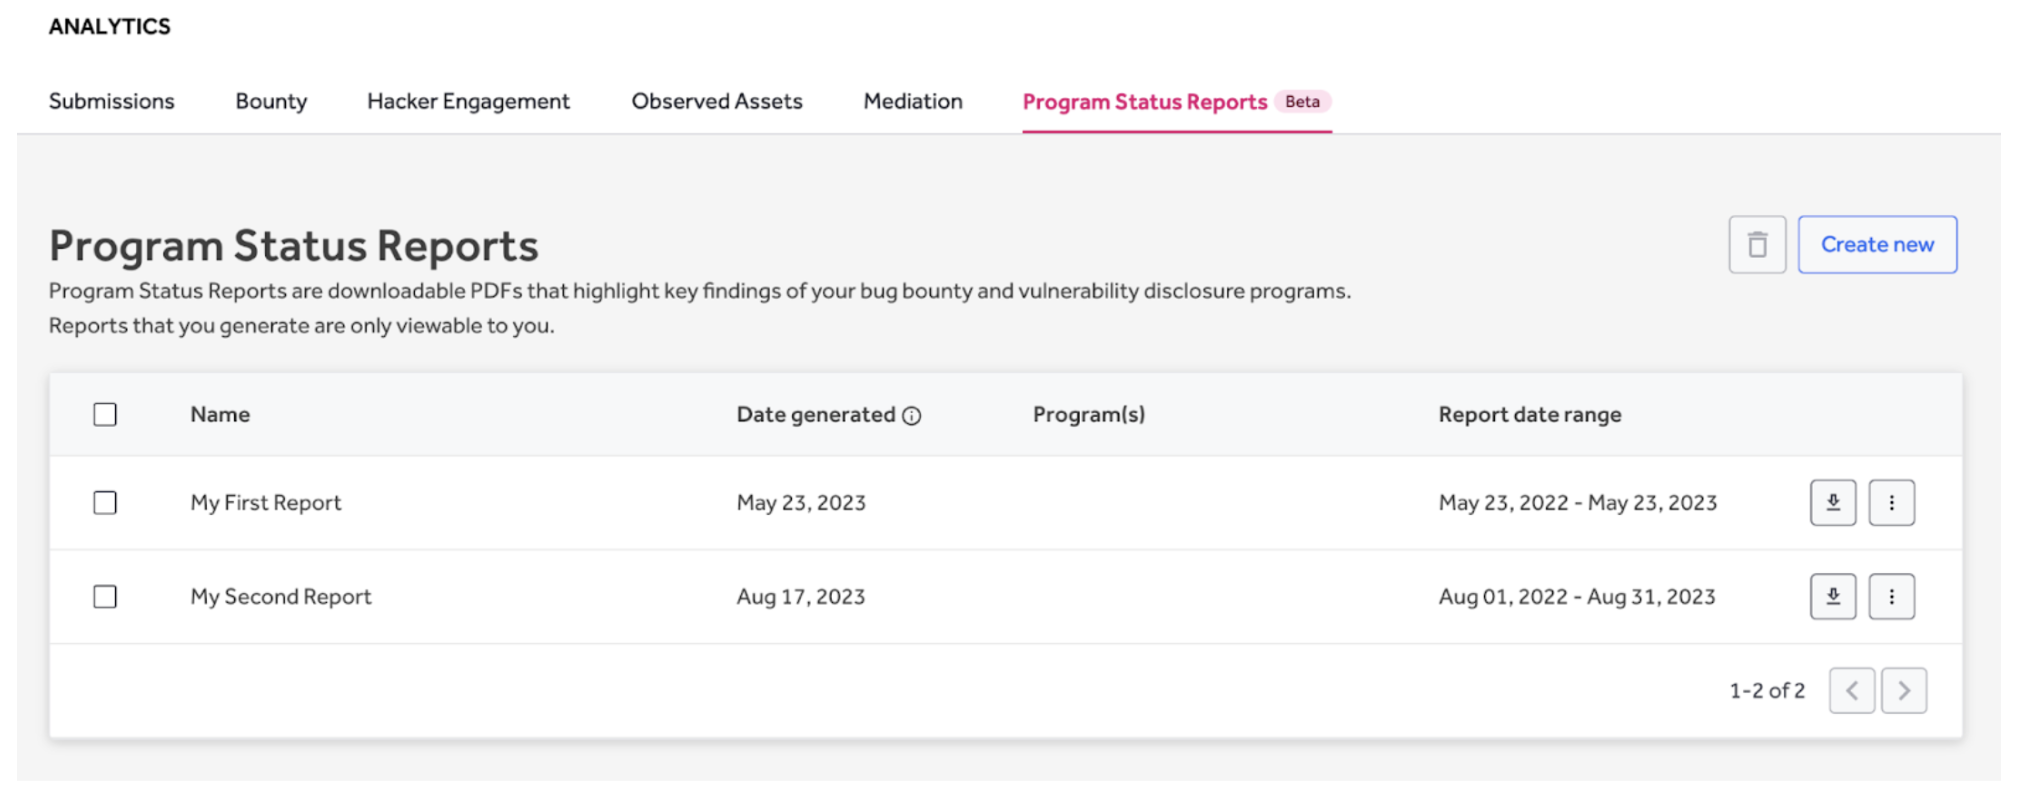 ANALYTICS
Submissions Bounty Hacker Engagement Observed Assets Mediation Program Status Reports Beta
Program Status Reports
Create new
Program Status Reports are downloadable PDFs that highlight key findings of your bug bounty and vulnerability disclosure programs.
Reports that you generate are only viewable to you.
Name Date generated Program(s) Report date range
My First Report May 23, 2023 May 23, 2022 - May 23, 2023
My Second Report Aug 17, 2023 Aug 01, 2022 - Aug 31, 2023
1-2 of 2